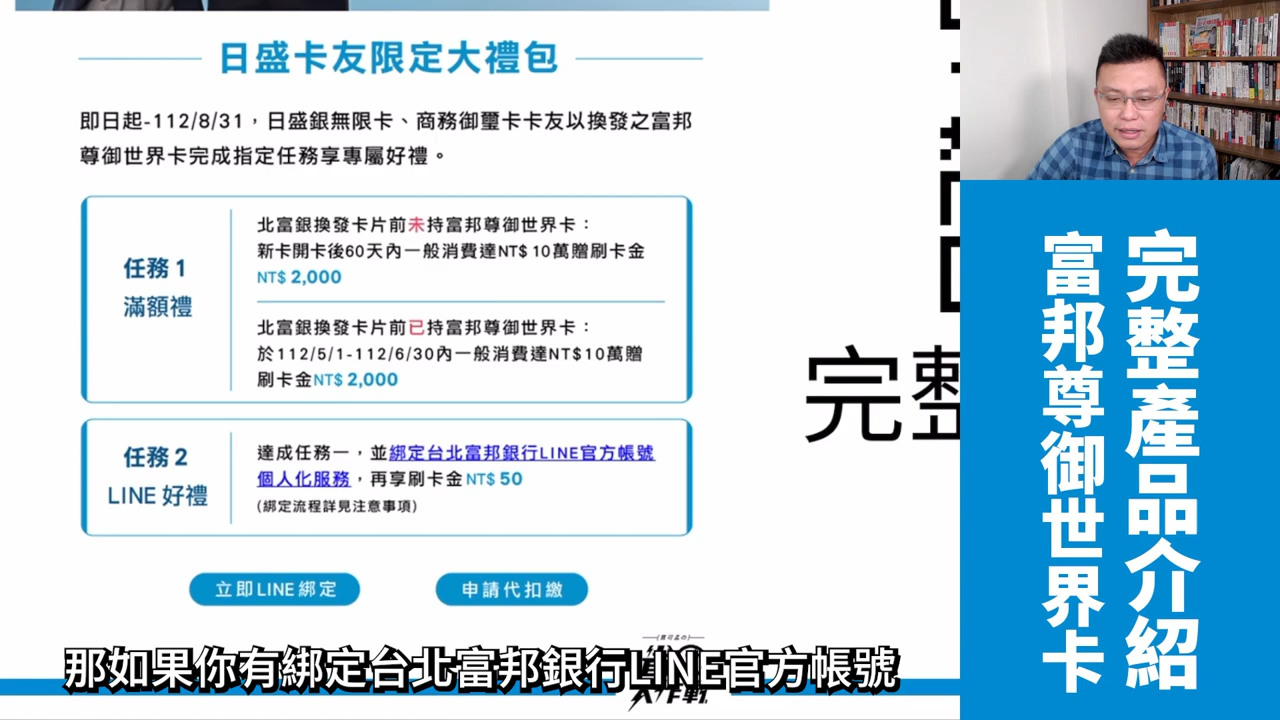 日盛卡友限定大禮包
即日起-112/8/31，日盛銀無限卡、商務御璽卡卡友以換發之富邦
尊御世界卡完成指定任務享專屬好禮。
任務 1
滿額禮
北富銀換發卡片前未持富邦尊御世界卡：
新卡開卡後60天內一般消費達NT$ 10萬贈刷卡金
NT$ 2,000
北富銀換發卡片前已持富邦尊御世界卡：
於112/5/1-112/6/30內一般消費達NT$10萬贈
刷卡金NT$ 2,000
任務 2
LINE 好禮
達成任務一，並綁定台北富邦銀行LINE官方帳號
個人化服務，再享刷卡金 NT$ 50
(綁定流程詳見注意事項)
立即LINE綁定
申請代扣繳
那如果你有綁定台北富邦銀行LINE官方帳號
完整
完整產品介紹
富邦尊御世界卡